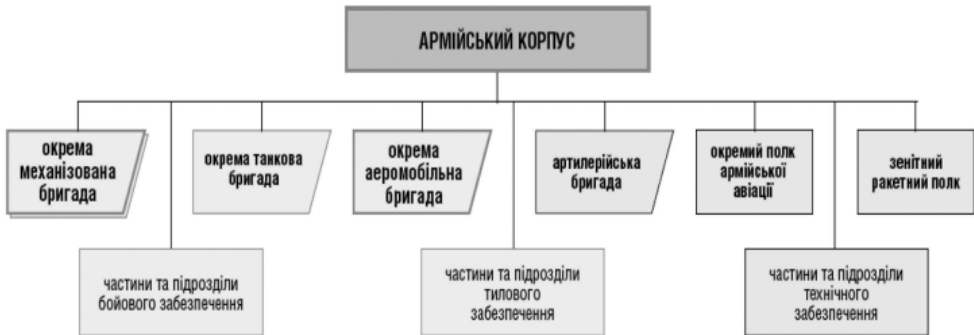 АРМІЙСЬКИЙ КОРПУС
окрема
механізована
бригада
окрема танкова
бригада
окрема
аеромобільна
бригада
артилерійська
бригада
окремий полк
армійської
авіації
зенітний
ракетний полк
частини та підрозділи
бойового забезпечення
частини та підрозділи
тилового
забезпечення
частини та підрозділи
технічного
забезпечення